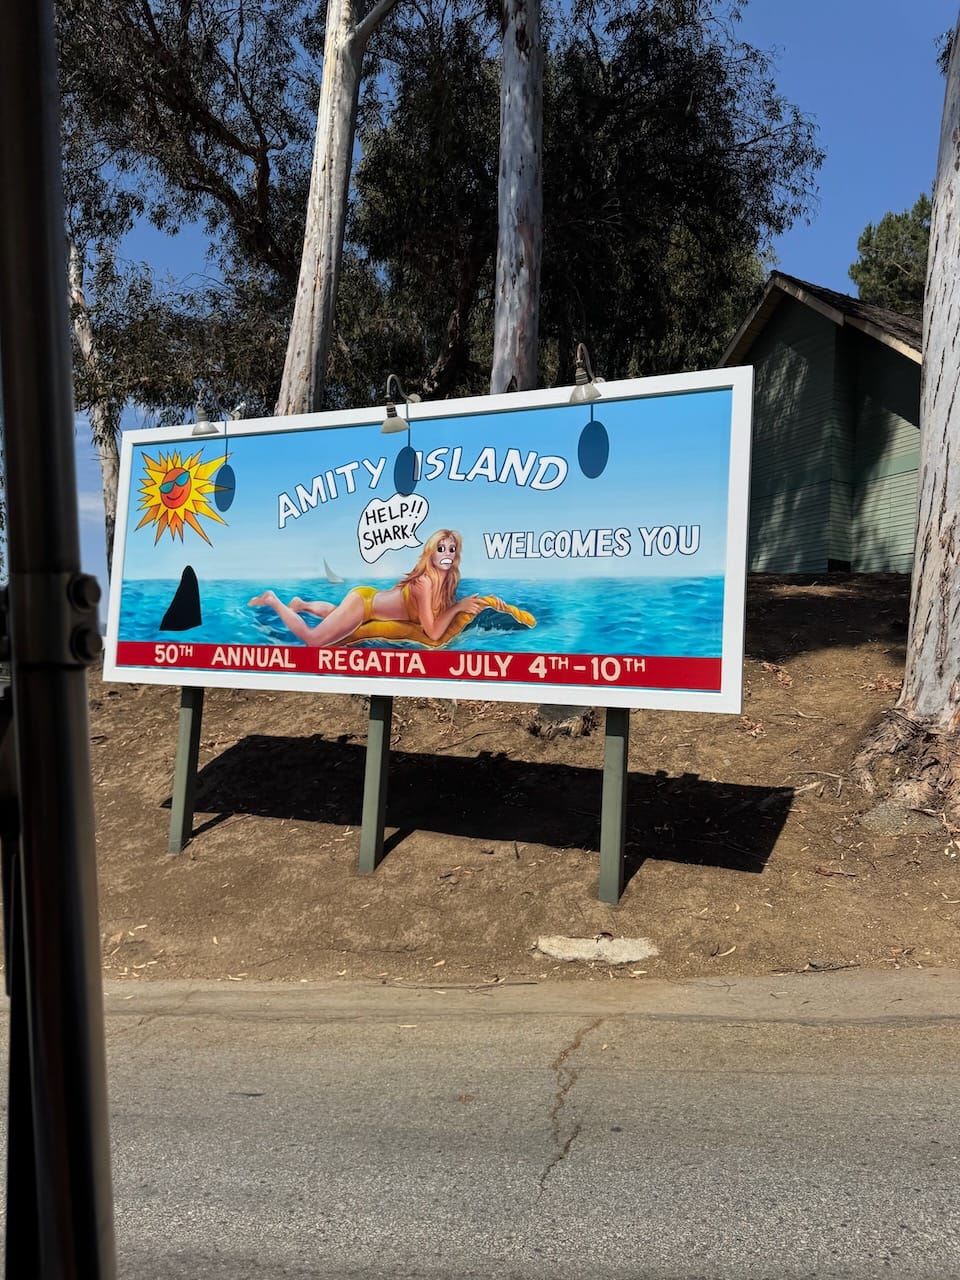 AMITY ISLAND
HELP!!
SHARK!
WELCOMES YOU
50TH ANNUAL REGATTA JULY 4TH-10TH